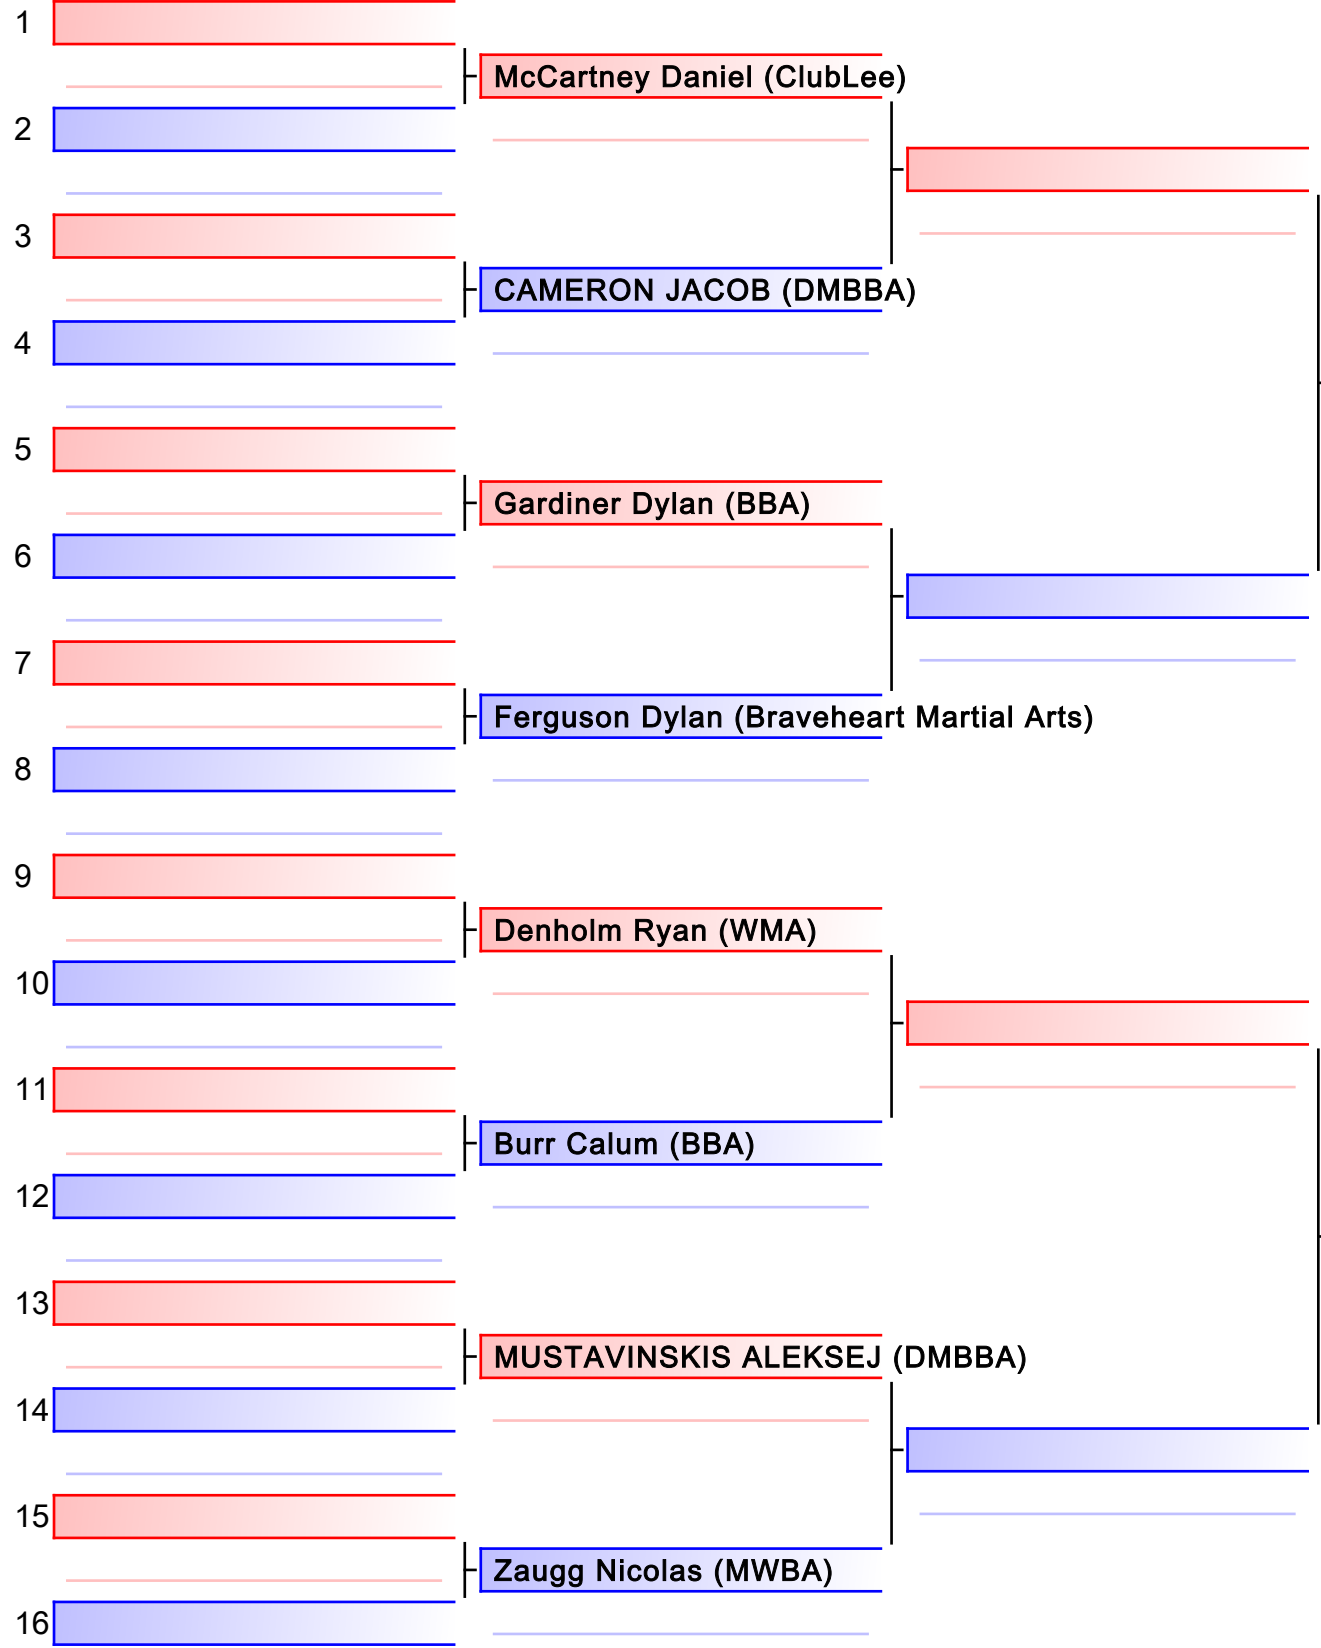 1
McCartney Daniel (ClubLee)
2
3
CAMERON JACOB (DMBBA)
4
5
Gardiner Dylan (BBA)
6
7
Ferguson Dylan (Braveheart Martial Arts)
8
9
Denholm Ryan (WMA)
10
11
Burr Calum (BBA)
12
13
MUSTAVINSKIS ALEKSEJ (DMBBA)
14
15
Zaugg Nicolas (MWBA)
16